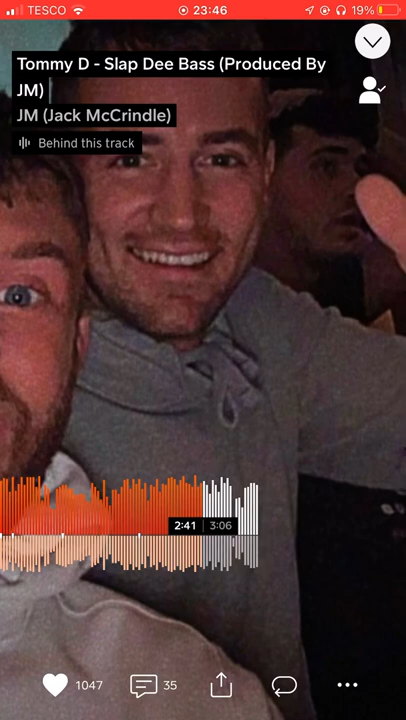 TESCO 23:46 19%
Tommy D - Slap Dee Bass (Produced By
JM)
JM (Jack McCrindle)
Behind this track
2:41 3:06
1047 35